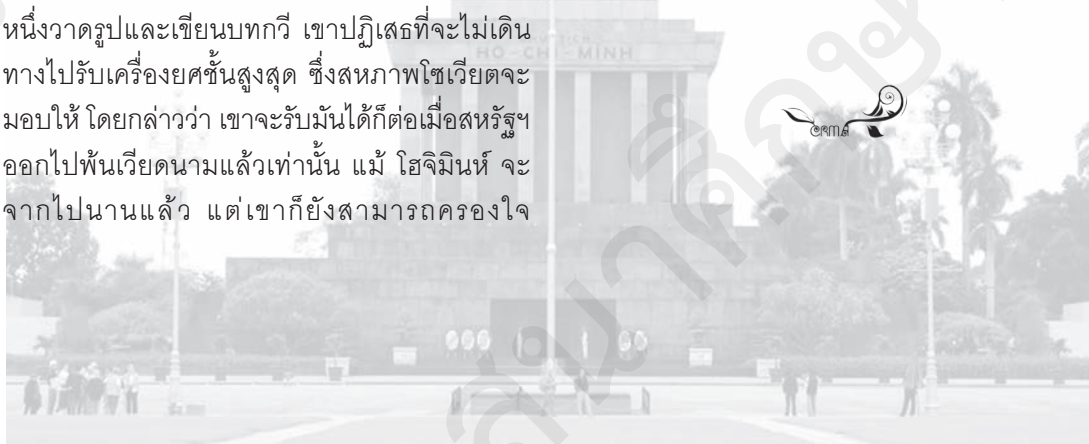 หนึ่งวาดรูปและเขียนบทกวี เขาปฏิเสธที่จะไม่เดิน
ทางไปรับเครื่องยศชั้นสูงสุด ซึ่งสหภาพโซเวียตจะ
มอบให้ โดยกล่าวว่า เขาจะรับมันได้ก็ต่อเมื่อสหรัฐฯ
ออกไปพ้นเวียดนามแล้วเท่านั้น แม้ โฮจิมินห์ จะ
จากไปนานแล้ว แต่เขาก็ยังสามารถครองใจ
HO-CHI-MINH